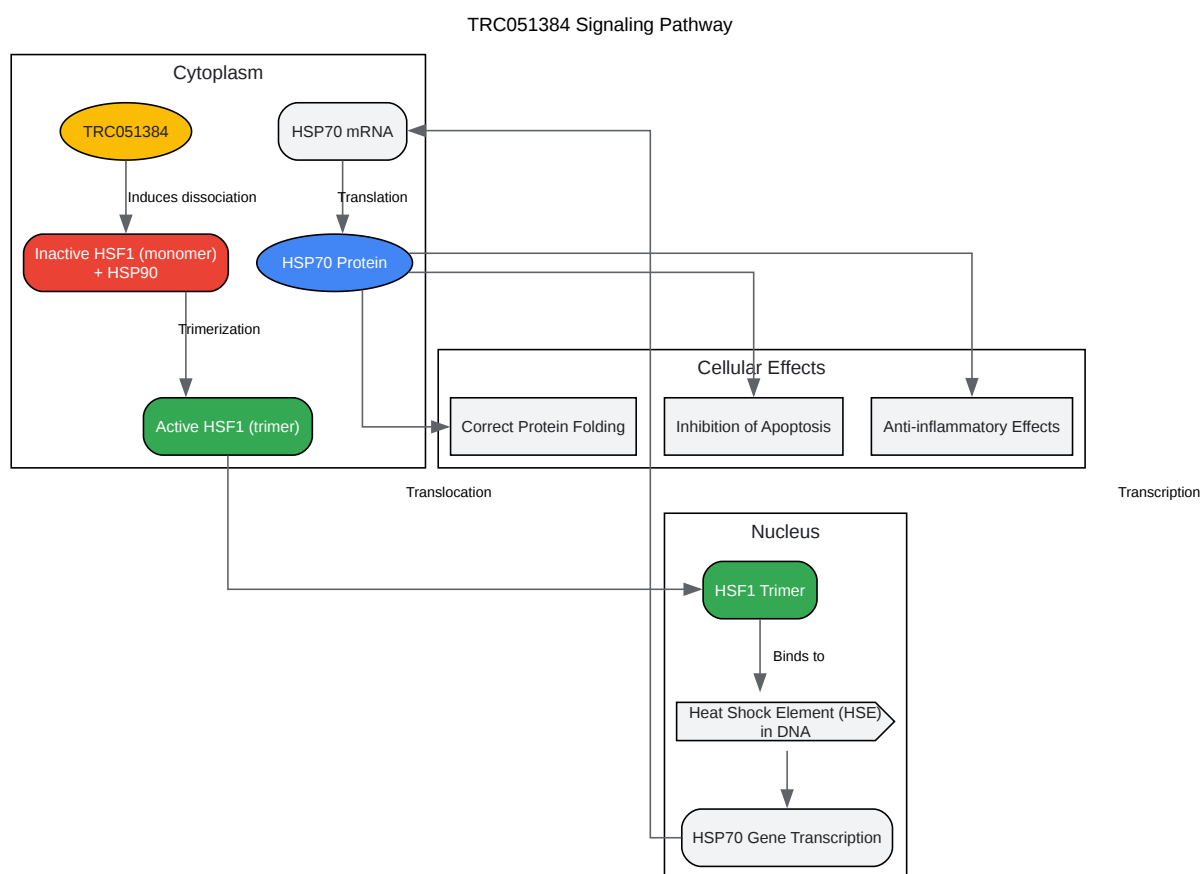 TRC051384 Signaling Pathway
Cytoplasm
TRC051384
HSP70 mRNA
Induces dissociation
Translation
Inactive HSF1 (monomer)
+ HSP90
HSP70 Protein
Trimerization
Active HSF1 (trimer)
Cellular Effects
Correct Protein Folding
Inhibition of Apoptosis
Anti-inflammatory Effects
Translocation
Transcription
Nucleus
HSF1 Trimer
Binds to
Heat Shock Element (HSE)
in DNA
HSP70 Gene Transcription